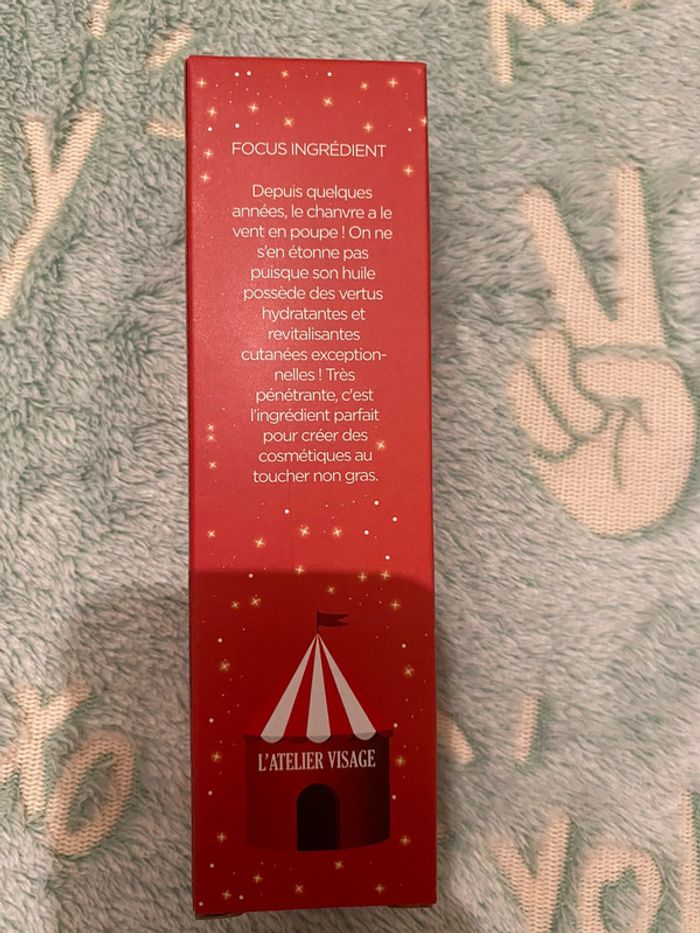 FOCUS INGRÉDIENT
Depuis quelques
années, le chanvre a le
vent en poupe ! On ne
s'en étonne pas
puisque son huile
possède des vertus
hydratantes et
revitalisantes
cutanées exception-
nelles ! Très
pénétrante, c'est
l'ingrédient parfait
pour créer des
cosmétiques au
toucher non gras.
L'ATELIER VISAGE